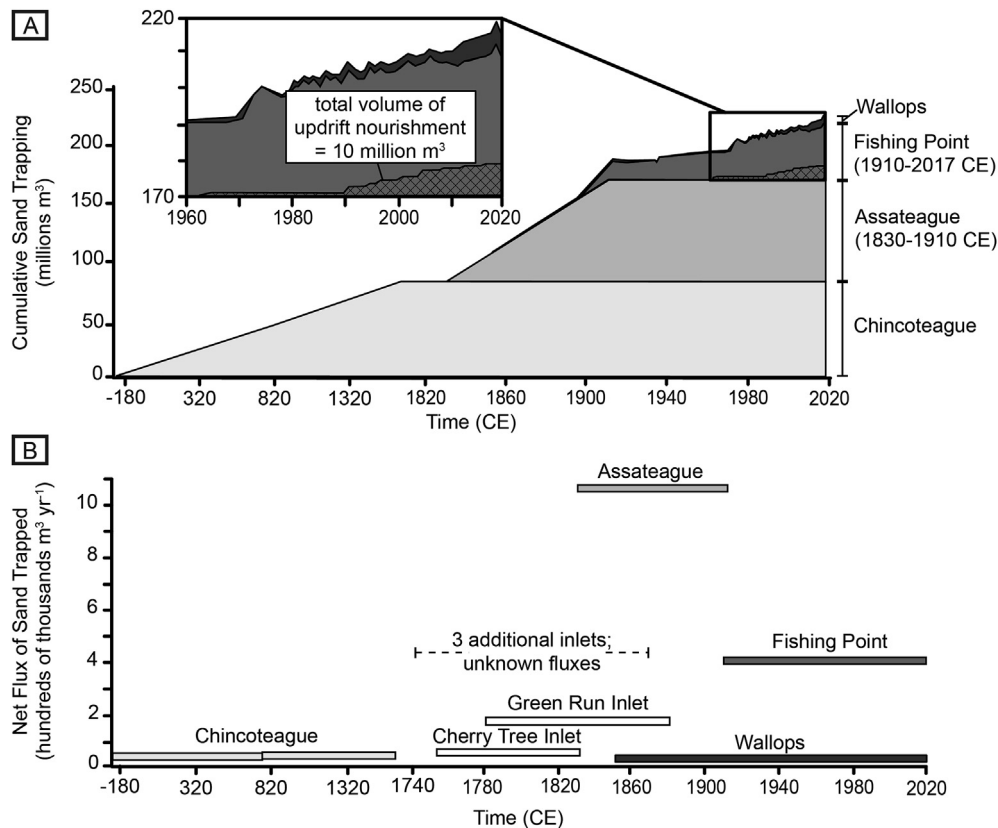 A
220
170
1960
1980
2000
2020
total volume of
updrift nourishment
= 10 million m³
250
200
150
100
50
0
Cumulative Sand Trapping
(millions m³)
-180
320
820
1320
1820
1860
1900
1940
1980
2020
Time (CE)
Wallops
Fishing Point
(1910-2017 CE)
Assateague
(1830-1910 CE)
Chincoteague
B
10
8
6
4
2
0
Net Flux of Sand Trapped
(hundreds of thousands m³ yr⁻¹)
Assateague
3 additional inlets;
unknown fluxes
Fishing Point
Green Run Inlet
Chincoteague
Cherry Tree Inlet
Wallops
-180
320
820
1320
1740
1780
1820
1860
1900
1940
1980
2020
Time (CE)